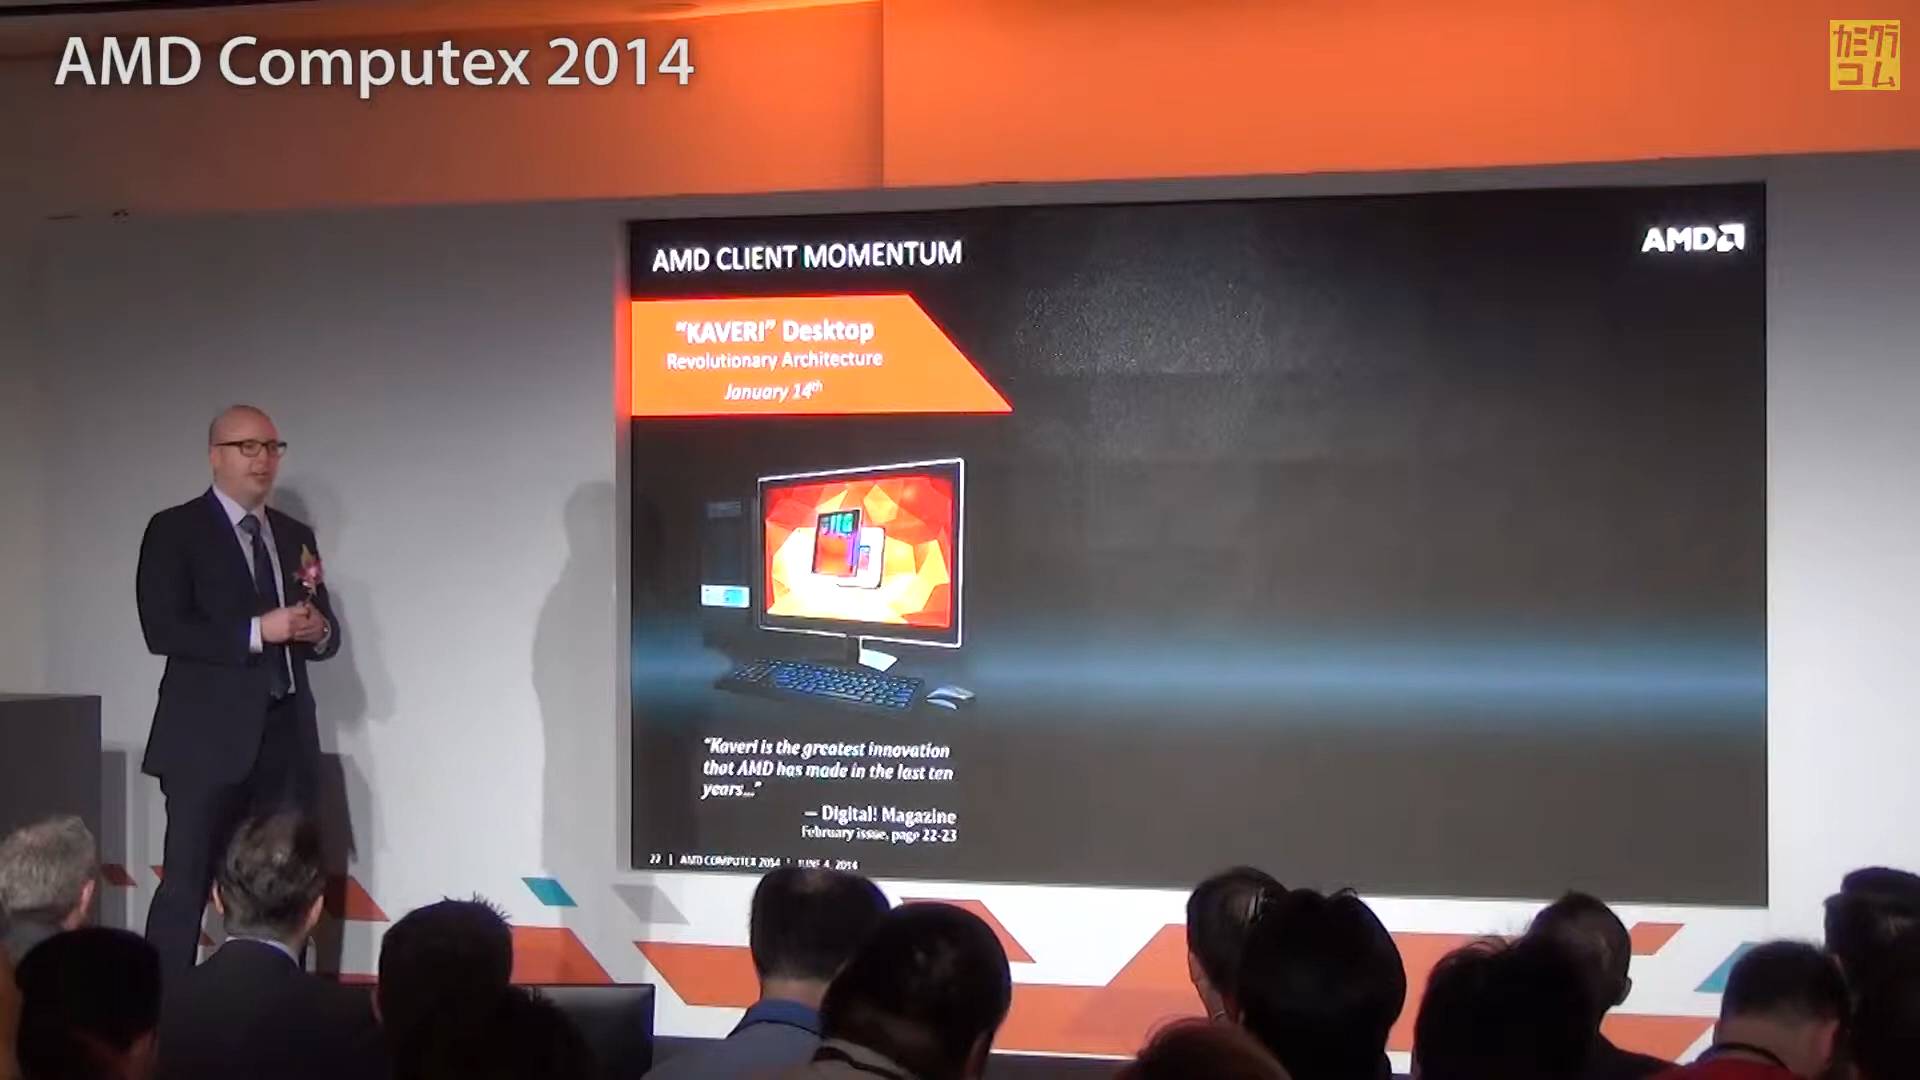 AMD Computex 2014
カミクラ
コム
AMD CLIENT MOMENTUM
AMD
“KAVERI” Desktop
Revolutionary Architecture
January 14th
“Kaveri is the greatest innovation
that AMD has made in the last ten
years...”
— Digital! Magazine
February issue, page 22-23
22 | AMD COMPUTEX 2014 | JUNE 4, 2014